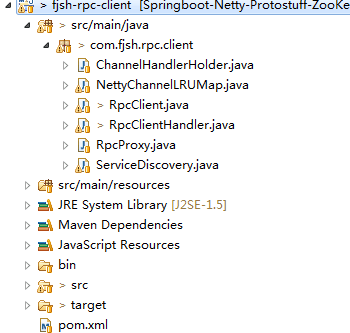 > fjsh-rpc-client [Springboot-Netty-Protostuff-ZooKe
> src/main/java
> com.fjsh.rpc.client
ChannelHandlerHolder.java
NettyChannelLRUMap.java
> RpcClient.java
> RpcClientHandler.java
RpcProxy.java
ServiceDiscovery.java
src/main/resources
JRE System Library [J2SE-1.5]
Maven Dependencies
JavaScript Resources
bin
> src
> target
pom.xml